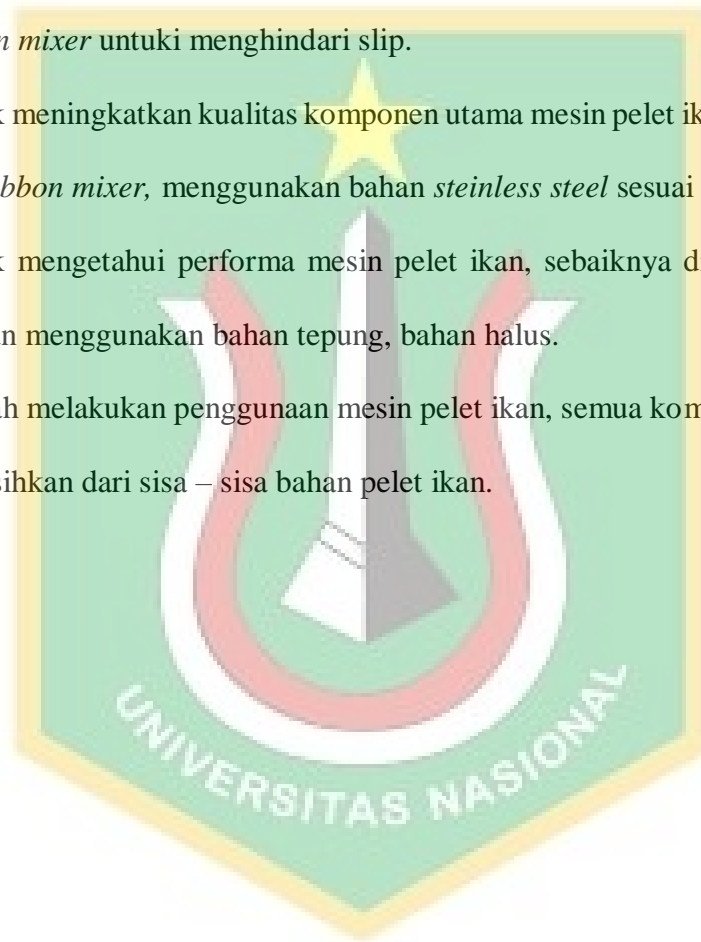 n mixer untuki menghindari slip.
k meningkatkan kualitas komponen utama mesin pelet ik
bbon mixer, menggunakan bahan steinless steel sesuai
k mengetahui performa mesin pelet ikan, sebaiknya d
n menggunakan bahan tepung, bahan halus.
ah melakukan penggunaan mesin pelet ikan, semua kom
sihkan dari sisa – sisa bahan pelet ikan.
UNIVERSITAS NASIONAL